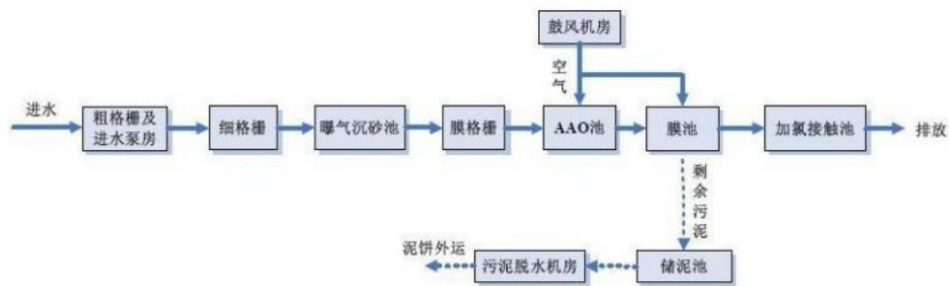 鼓风机房
空气
进水
粗格栅及
进水泵房
细格栅
曝气沉砂池
膜格栅
AAO池
膜池
加氯接触池
排放
剩余污泥
泥饼外运
污泥脱水机房
储泥池